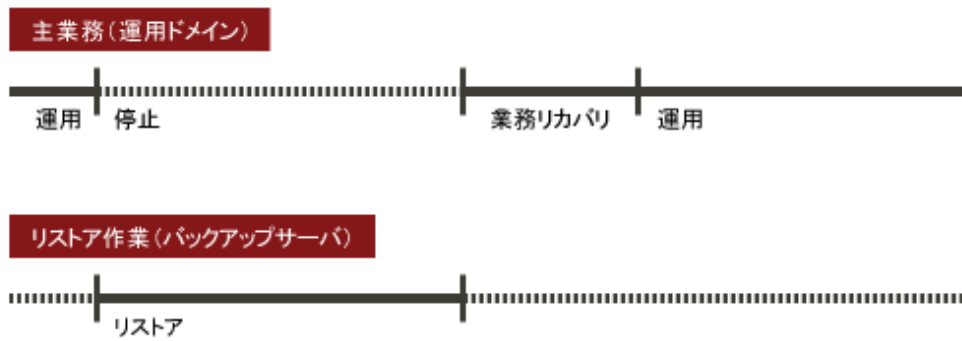 主業務（運用ドメイン）
運用 停止 業務リカバリ 運用
リストア作業（バックアップサーバ）
リストア